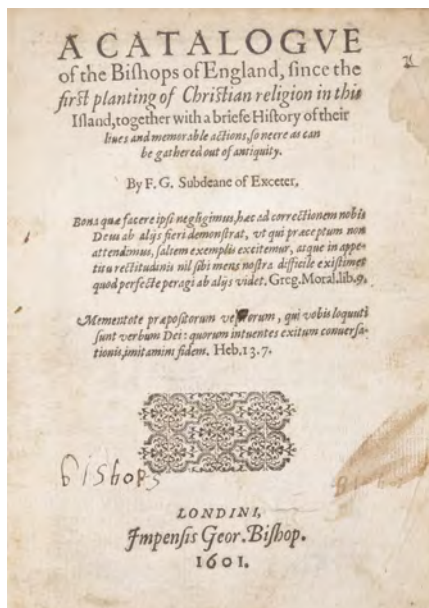 A CATALOGVE
of the Biſhops of England, ſince the
firſt planting of Chriſtian religion in this
Iſland, together with a briefe Hiſtory of their
liues and memorable actions, ſo neere as can
be gathered out of antiquity.
By F. G. Subdeane of Exceter,
Bona quæ facere ipſi negligimus, hæc ad correctionem nobis
Deus ab alijs fieri demonſtrat, vt qui præceptum non
attendimus, ſaltem exemplis excitemur, atque in appe-
titu rectitudinis nil ſibi mens noſtra difficile exiſtimet
quod perfecte peragi ab alijs videt. Greg. Moral. lib. 9.
Mementote præpoſitorum veſtrorum, qui vobis loquuti
ſunt verbum Dei: quorum intuentes exitum conuerſa-
tionis, imitamini fidem. Heb. 13. 7.
Bishops
LONDINI,
Impenſis Geor. Biſhop.
1601.